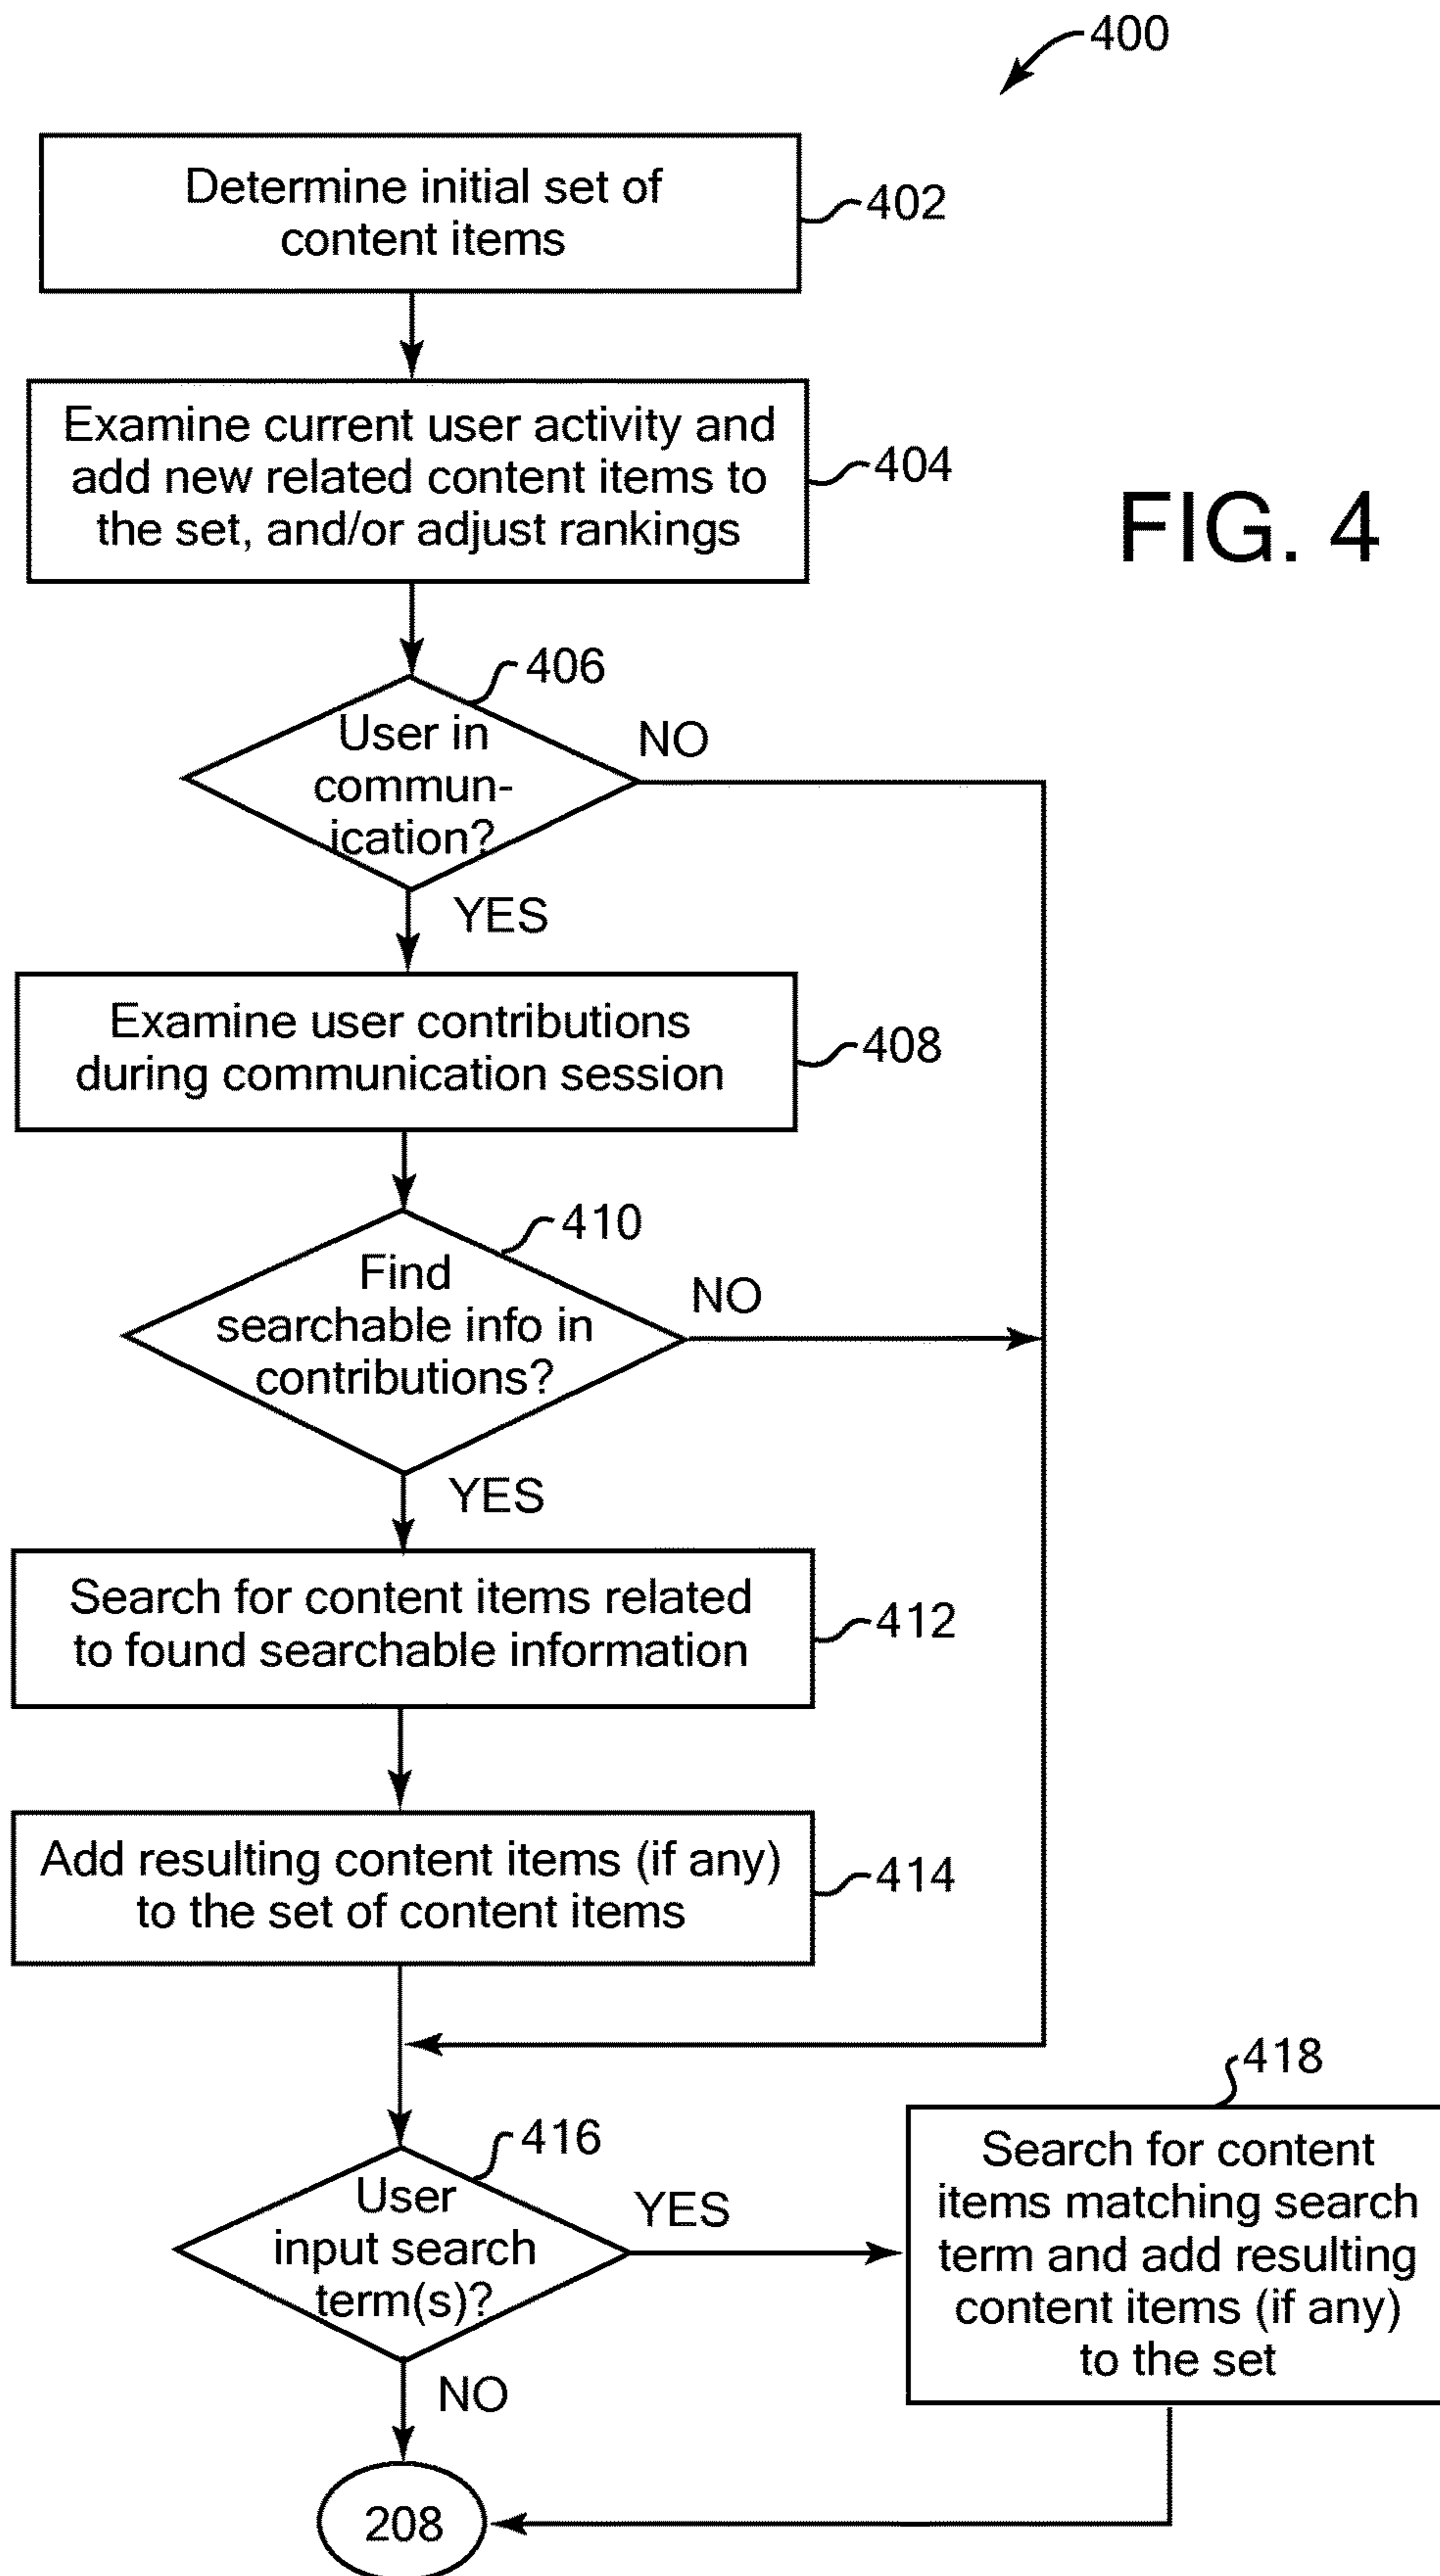 400
Determine initial set of
content items
402
Examine current user activity and
add new related content items to
the set, and/or adjust rankings
404
FIG. 4
406
User in
commun-
ication?
NO
YES
Examine user contributions
during communication session
408
410
Find
searchable info in
contributions?
NO
YES
Search for content items related
to found searchable information
412
Add resulting content items (if any)
to the set of content items
414
416
User
input search
term(s)?
YES
418
Search for content
items matching search
term and add resulting
content items (if any)
to the set
NO
208